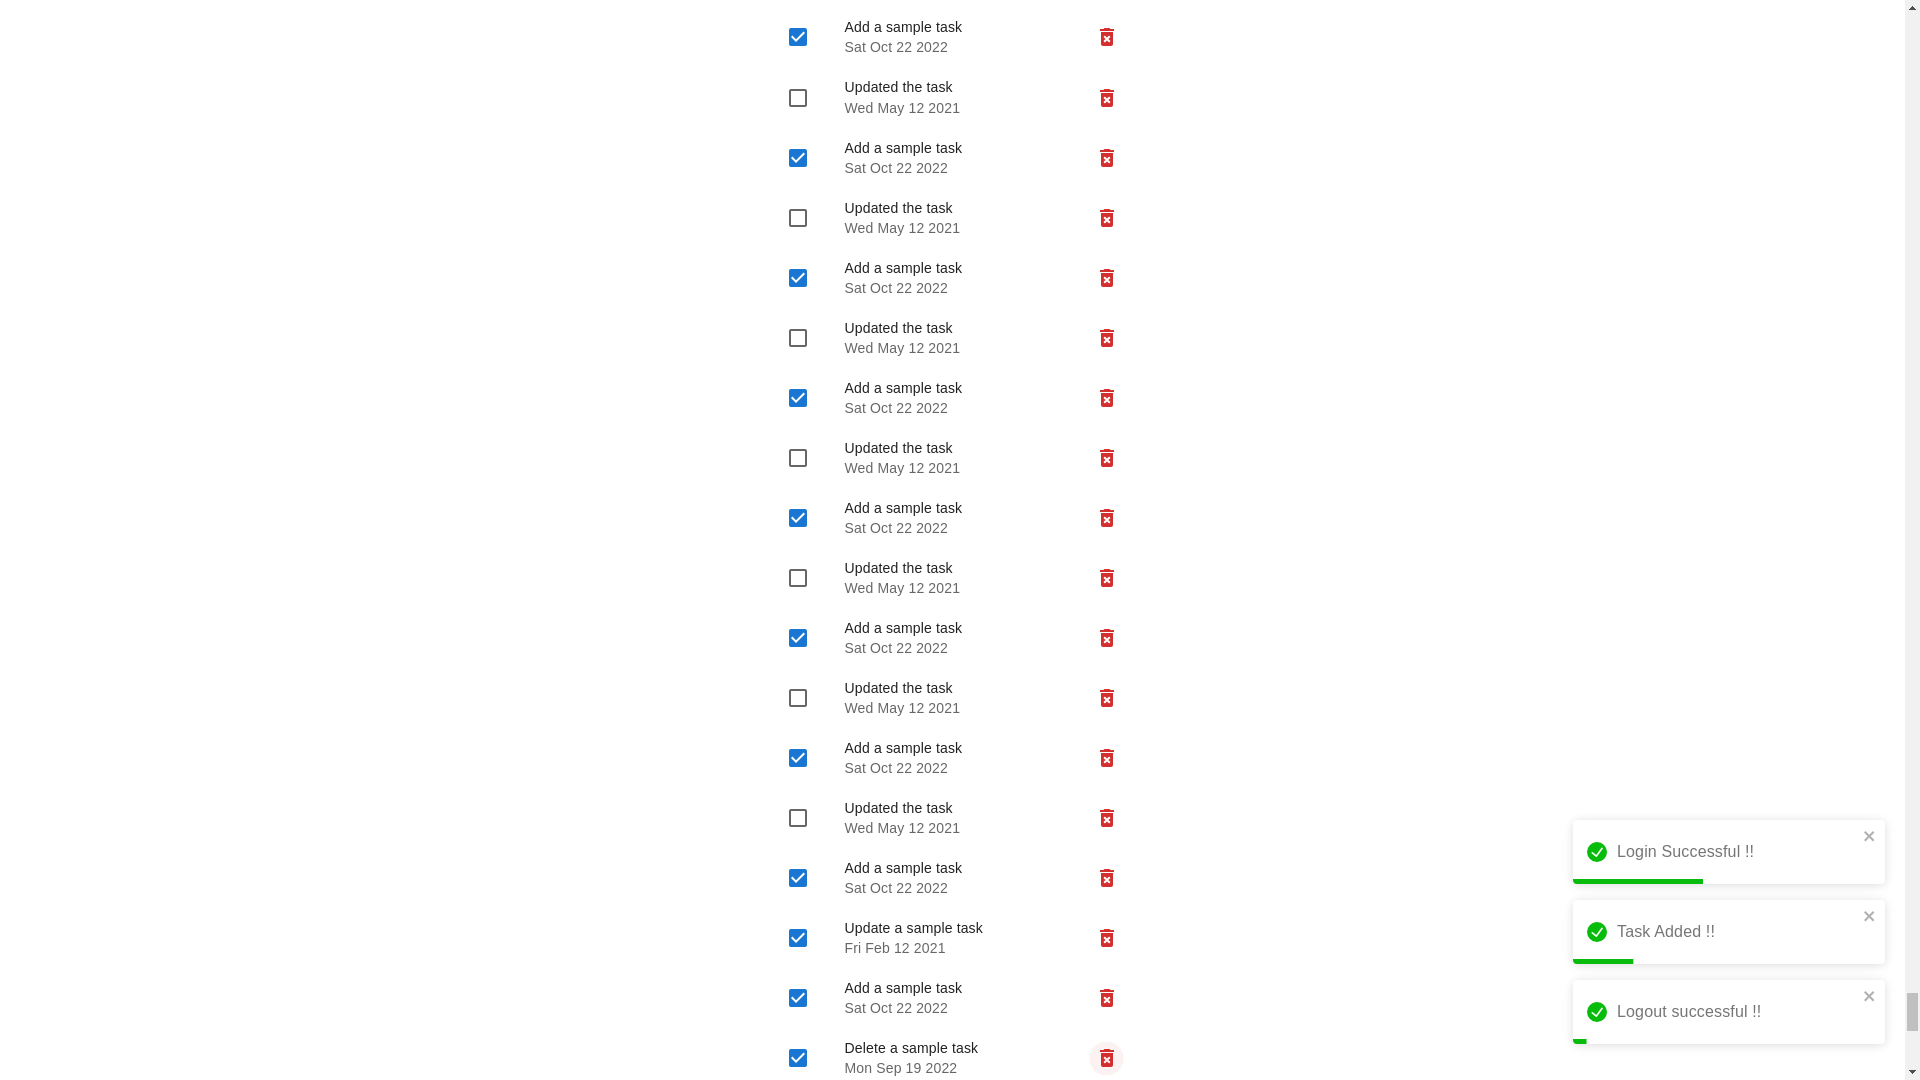 Add a sample task
Sat Oct 22 2022
Updated the task
Wed May 12 2021
Add a sample task
Sat Oct 22 2022
Updated the task
Wed May 12 2021
Add a sample task
Sat Oct 22 2022
Updated the task
Wed May 12 2021
Add a sample task
Sat Oct 22 2022
Updated the task
Wed May 12 2021
Add a sample task
Sat Oct 22 2022
Updated the task
Wed May 12 2021
Add a sample task
Sat Oct 22 2022
Updated the task
Wed May 12 2021
Add a sample task
Sat Oct 22 2022
Updated the task
Wed May 12 2021
Add a sample task
Sat Oct 22 2022
Update a sample task
Fri Feb 12 2021
Add a sample task
Sat Oct 22 2022
Delete a sample task
Mon Sep 19 2022
Login Successful !!
Task Added !!
Logout successful !!